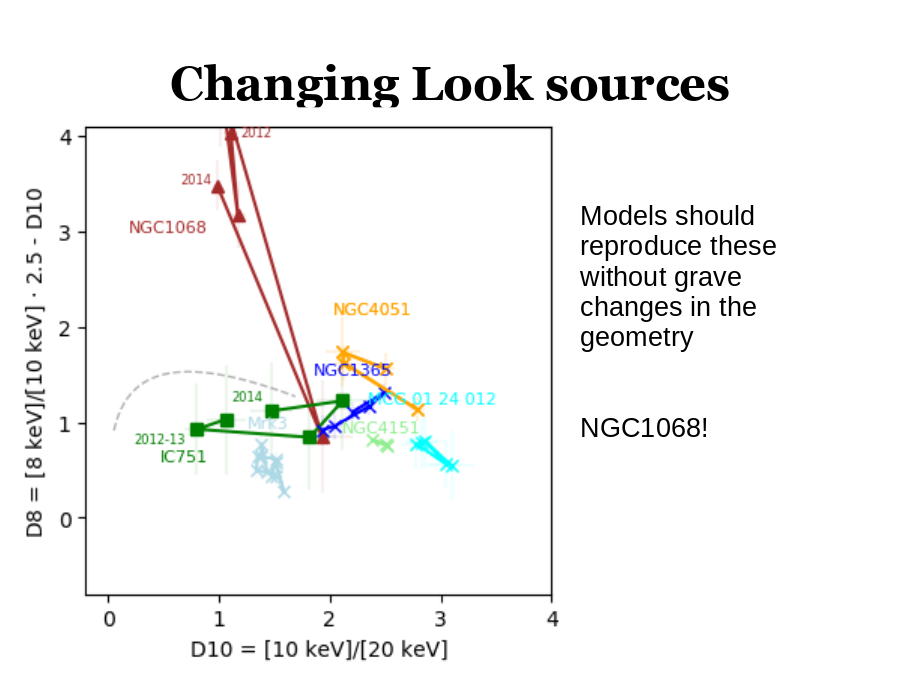 Changing Look sources
4
3
2
1
0
D8 = [8 keV]/[10 keV] · 2.5 - D10
2012
2014
NGC1068
NGC4051
NGC1365
MCG 01 24 012
2014
Mrk3
NGC4151
2012-13
IC751
0 1 2 3 4
D10 = [10 keV]/[20 keV]
Models should
reproduce these
without grave
changes in the
geometry
NGC1068!